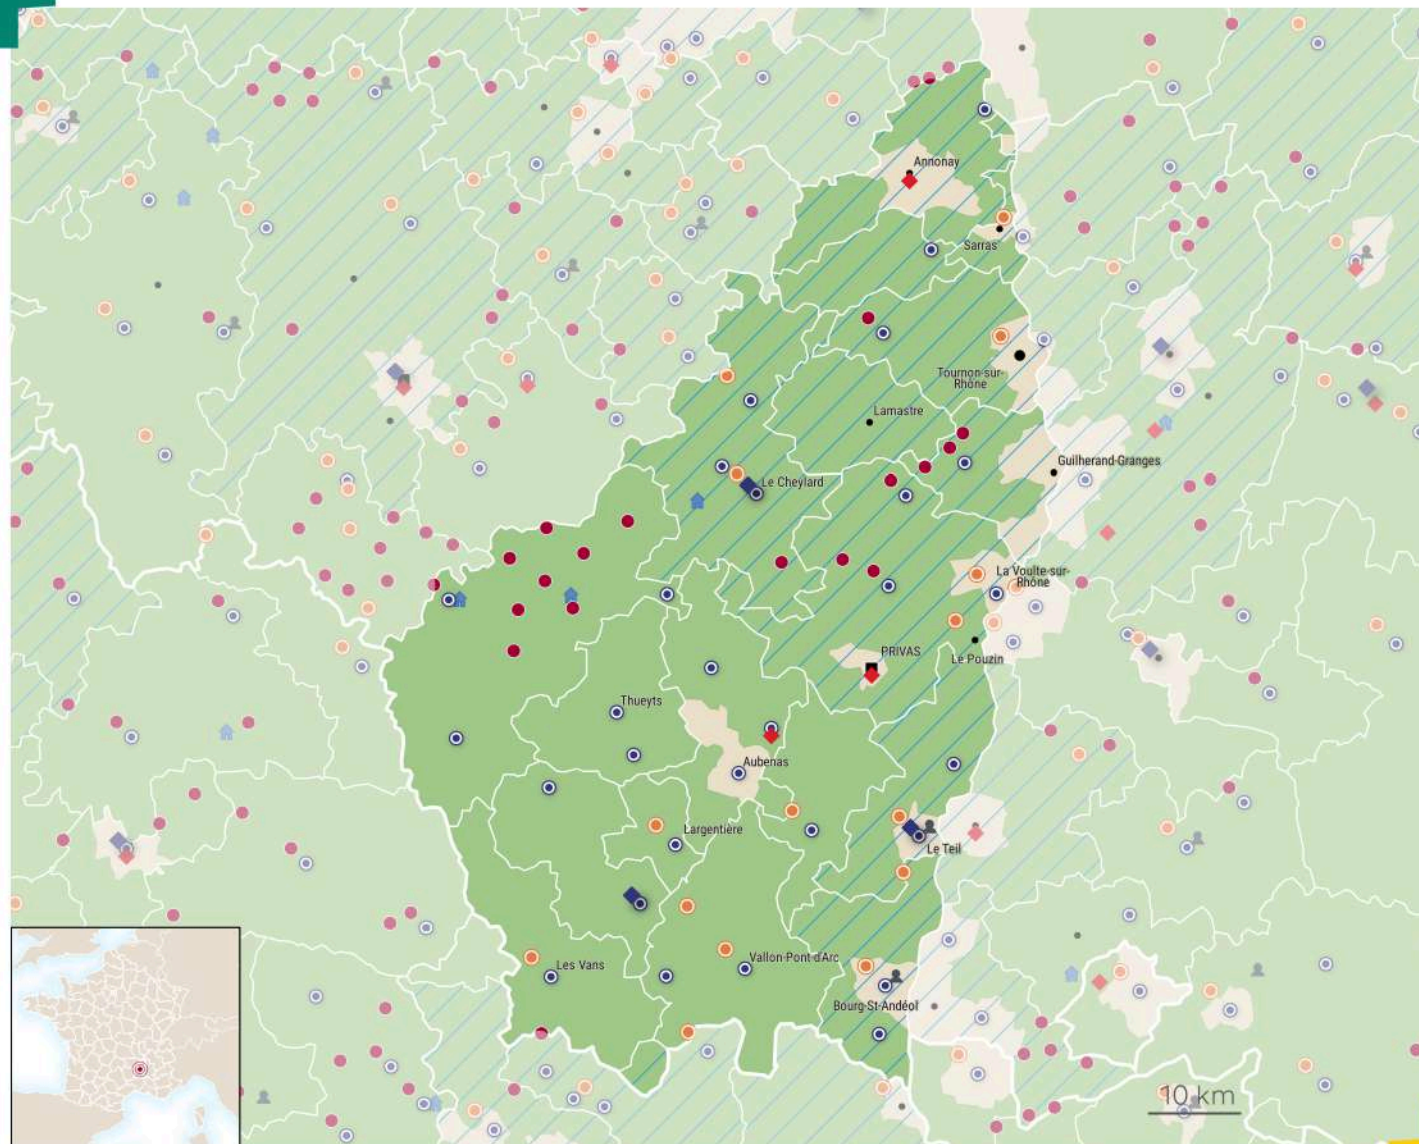 Annonay
Sarras
Tournon-sur-
Rhône
Lamastre
Guilherand-Granges
Le Cheylard
La Voulte-sur-
Rhône
PRIVAS
Le Pouzin
Thueyts
Aubenas
Largentière
Le Teil
Vallon-Pont-d'Arc
Les Vans
Bourg-St-Andéol
10 km